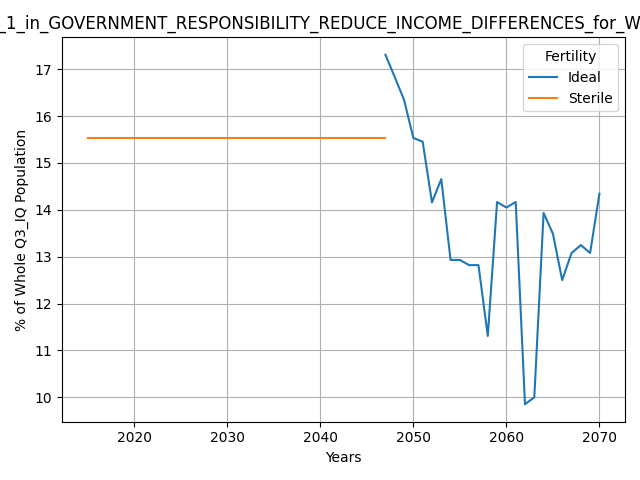 _1_in_GOVERNMENT_RESPONSIBILITY_REDUCE_INCOME_DIFFERENCES_for_W
Fertility
Ideal
Sterile
17
16
15
14
13
12
11
10
% of Whole Q3_IQ Population
2020
2030
2040
2050
2060
2070
Years